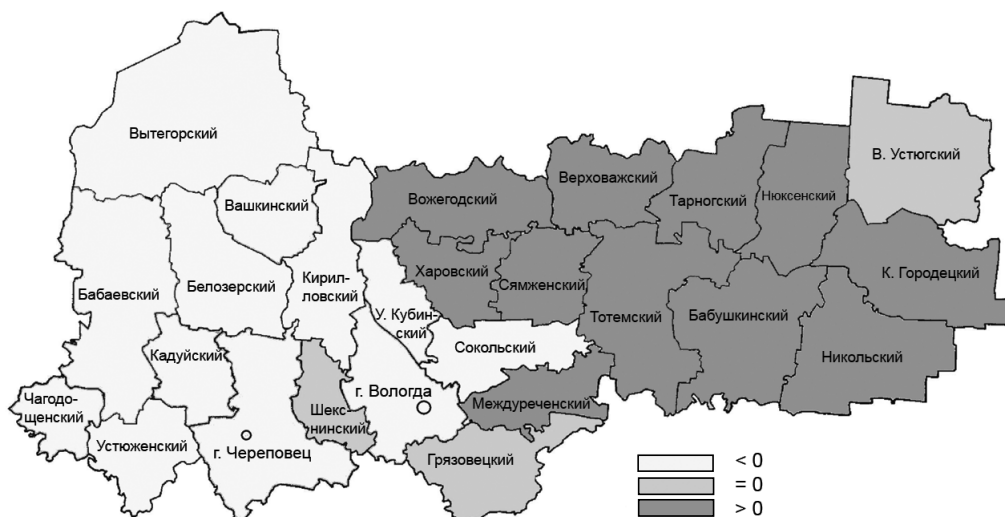 Вытегорский
В. Устюгский
Верховажский
Вожегодский
Тарногский
Нюксенский
Вашкинский
Харовский
К. Городецкий
Кирил-
ловский
Сямженский
Белозерский
Бабаевский
У. Кубин-
ский
Тотемский
Бабушкинский
Сокольский
Кадуйский
Никольский
г. Вологда
Чагодо-
щенский
Шекс-
нинский
Междуреченский
Устюженский
г. Череповец
Грязовецкий
< 0
= 0
> 0